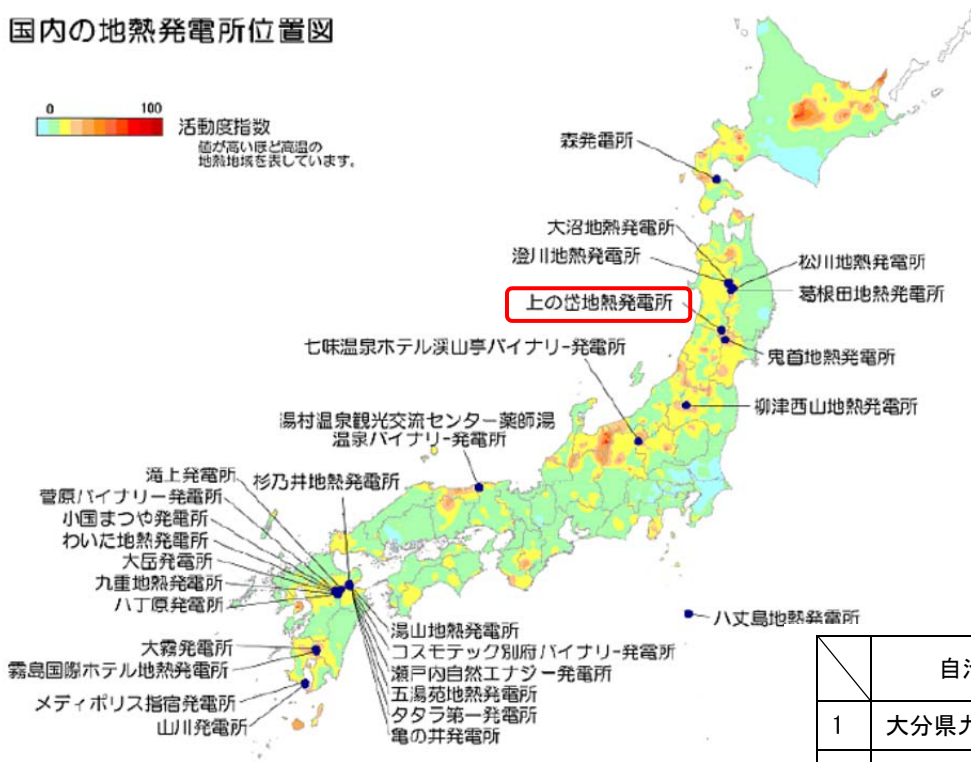 国内の地熱発電所位置図
0
100
活動度指数
値が高いほど高温の
地熱地域を表しています。
森発電所
大沼地熱発電所
澄川地熱発電所
松川地熱発電所
葛根田地熱発電所
上の岱地熱発電所
七味温泉ホテル渓山亭バイナリー発電所
鬼首地熱発電所
柳津西山地熱発電所
湯村温泉観光交流センター薬師湯
温泉バイナリー発電所
滝上発電所
杉乃井地熱発電所
菅原バイナリー発電所
小国まつや発電所
わいた地熱発電所
大岳発電所
九重地熱発電所
八丁原発電所
八丈島地熱発電所
湯山地熱発電所
コスモテック別府バイナリー発電所
瀬戸内自然エナジー発電所
五湯苑地熱発電所
タタラ第一発電所
亀の井発電所
大霧発電所
霧島国際ホテル地熱発電所
メディポリス指宿発電所
山川発電所
自
1 大分県